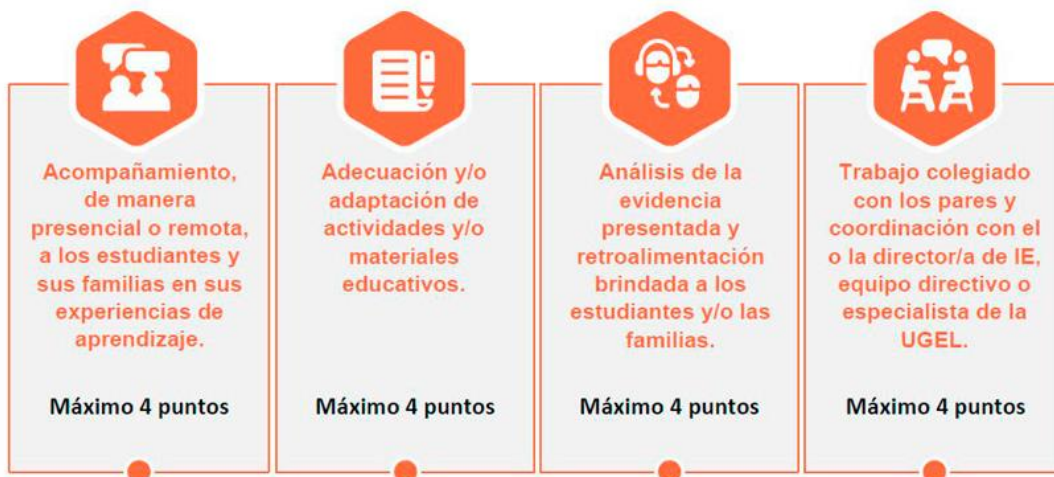 Acompañamiento,
de manera
presencial o remota,
a los estudiantes y
sus familias en sus
experiencias de
aprendizaje.
Máximo 4 puntos
Adecuación y/o
adaptación de
actividades y/o
materiales
educativos.
Máximo 4 puntos
Análisis de la
evidencia
presentada y
retroalimentación
brindada a los
estudiantes y/o las
familias.
Máximo 4 puntos
Trabajo colegiado
con los pares y
coordinación con el
o la director/a de IE,
equipo directivo o
especialista de la
UGEL.
Máximo 4 puntos